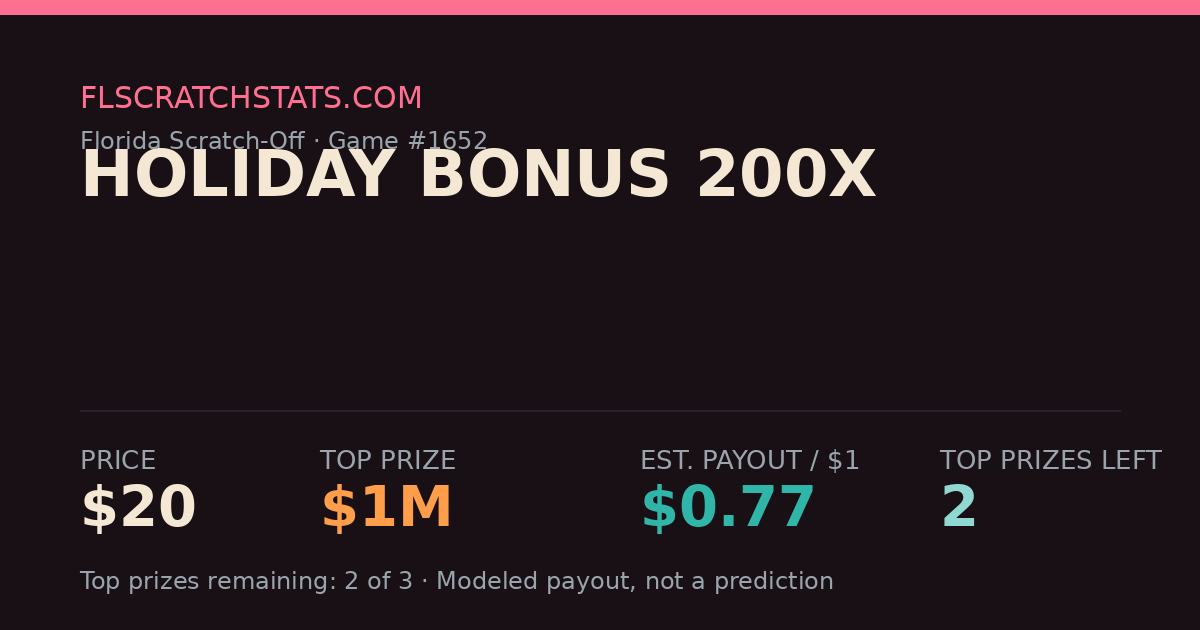 FLSCRATCHSTATS.COM
Florida Scratch-Off · Game #1652
HOLIDAY BONUS 200X
PRICE TOP PRIZE EST. PAYOUT / $1 TOP PRIZES LEFT
$20 $1M $0.77 2
Top prizes remaining: 2 of 3 · Modeled payout, not a prediction